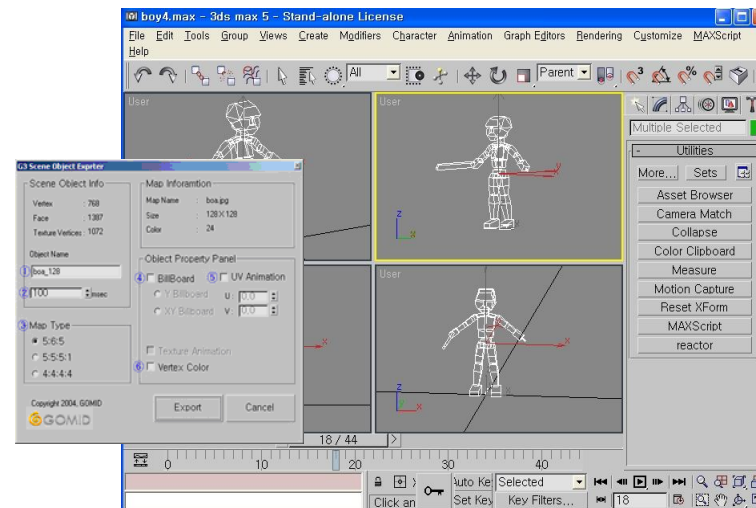 boy4.max - 3ds max 5 - Stand-alone License
File Edit Tools Group Views Create Modifiers Character Animation Graph Editors Rendering Customize MAXScript
Help
All
Parent
User
User
User
Multiple Selected
- Utilities
More... Sets
Asset Browser
Camera Match
Collapse
Color Clipboard
Measure
Motion Capture
Reset XForm
MAXScript
reactor
G3 Scene Object Exprter
Scene Object Info
Vertex : 768
Face : 1387
Texture Vertices : 1072
Object Name
① boa_128
② 100 msec
③ Map Type
5:6:5
5:5:5:1
4:4:4:4
Copyright 2004, GOMID
GOMID
Map Inforamtion
Map Name : boa.jpg
Size : 128X128
Color : 24
Object Property Panel
④ BillBoard ⑤ UV Animation
Y Billboard U : 0,0
XY Billboard V : 0,0
Texture Animation
⑥ Vertex Color
Export Cancel
z
x
y
z
x
y
x
x
18 / 44 >
0 10 20 30 40
Auto Ke Selected
Click an Set Key Key Filters... 18